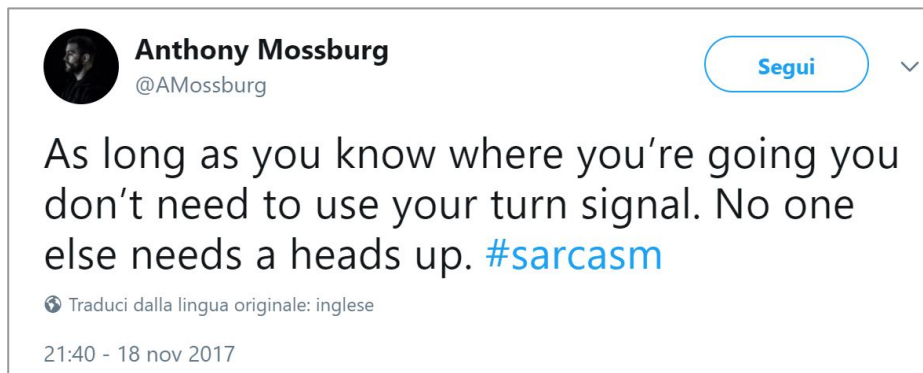 Anthony Mossburg
@AMossburg
Segui
As long as you know where you’re going you
don’t need to use your turn signal. No one
else needs a heads up. #sarcasm
Traduci dalla lingua originale: inglese
21:40 - 18 nov 2017